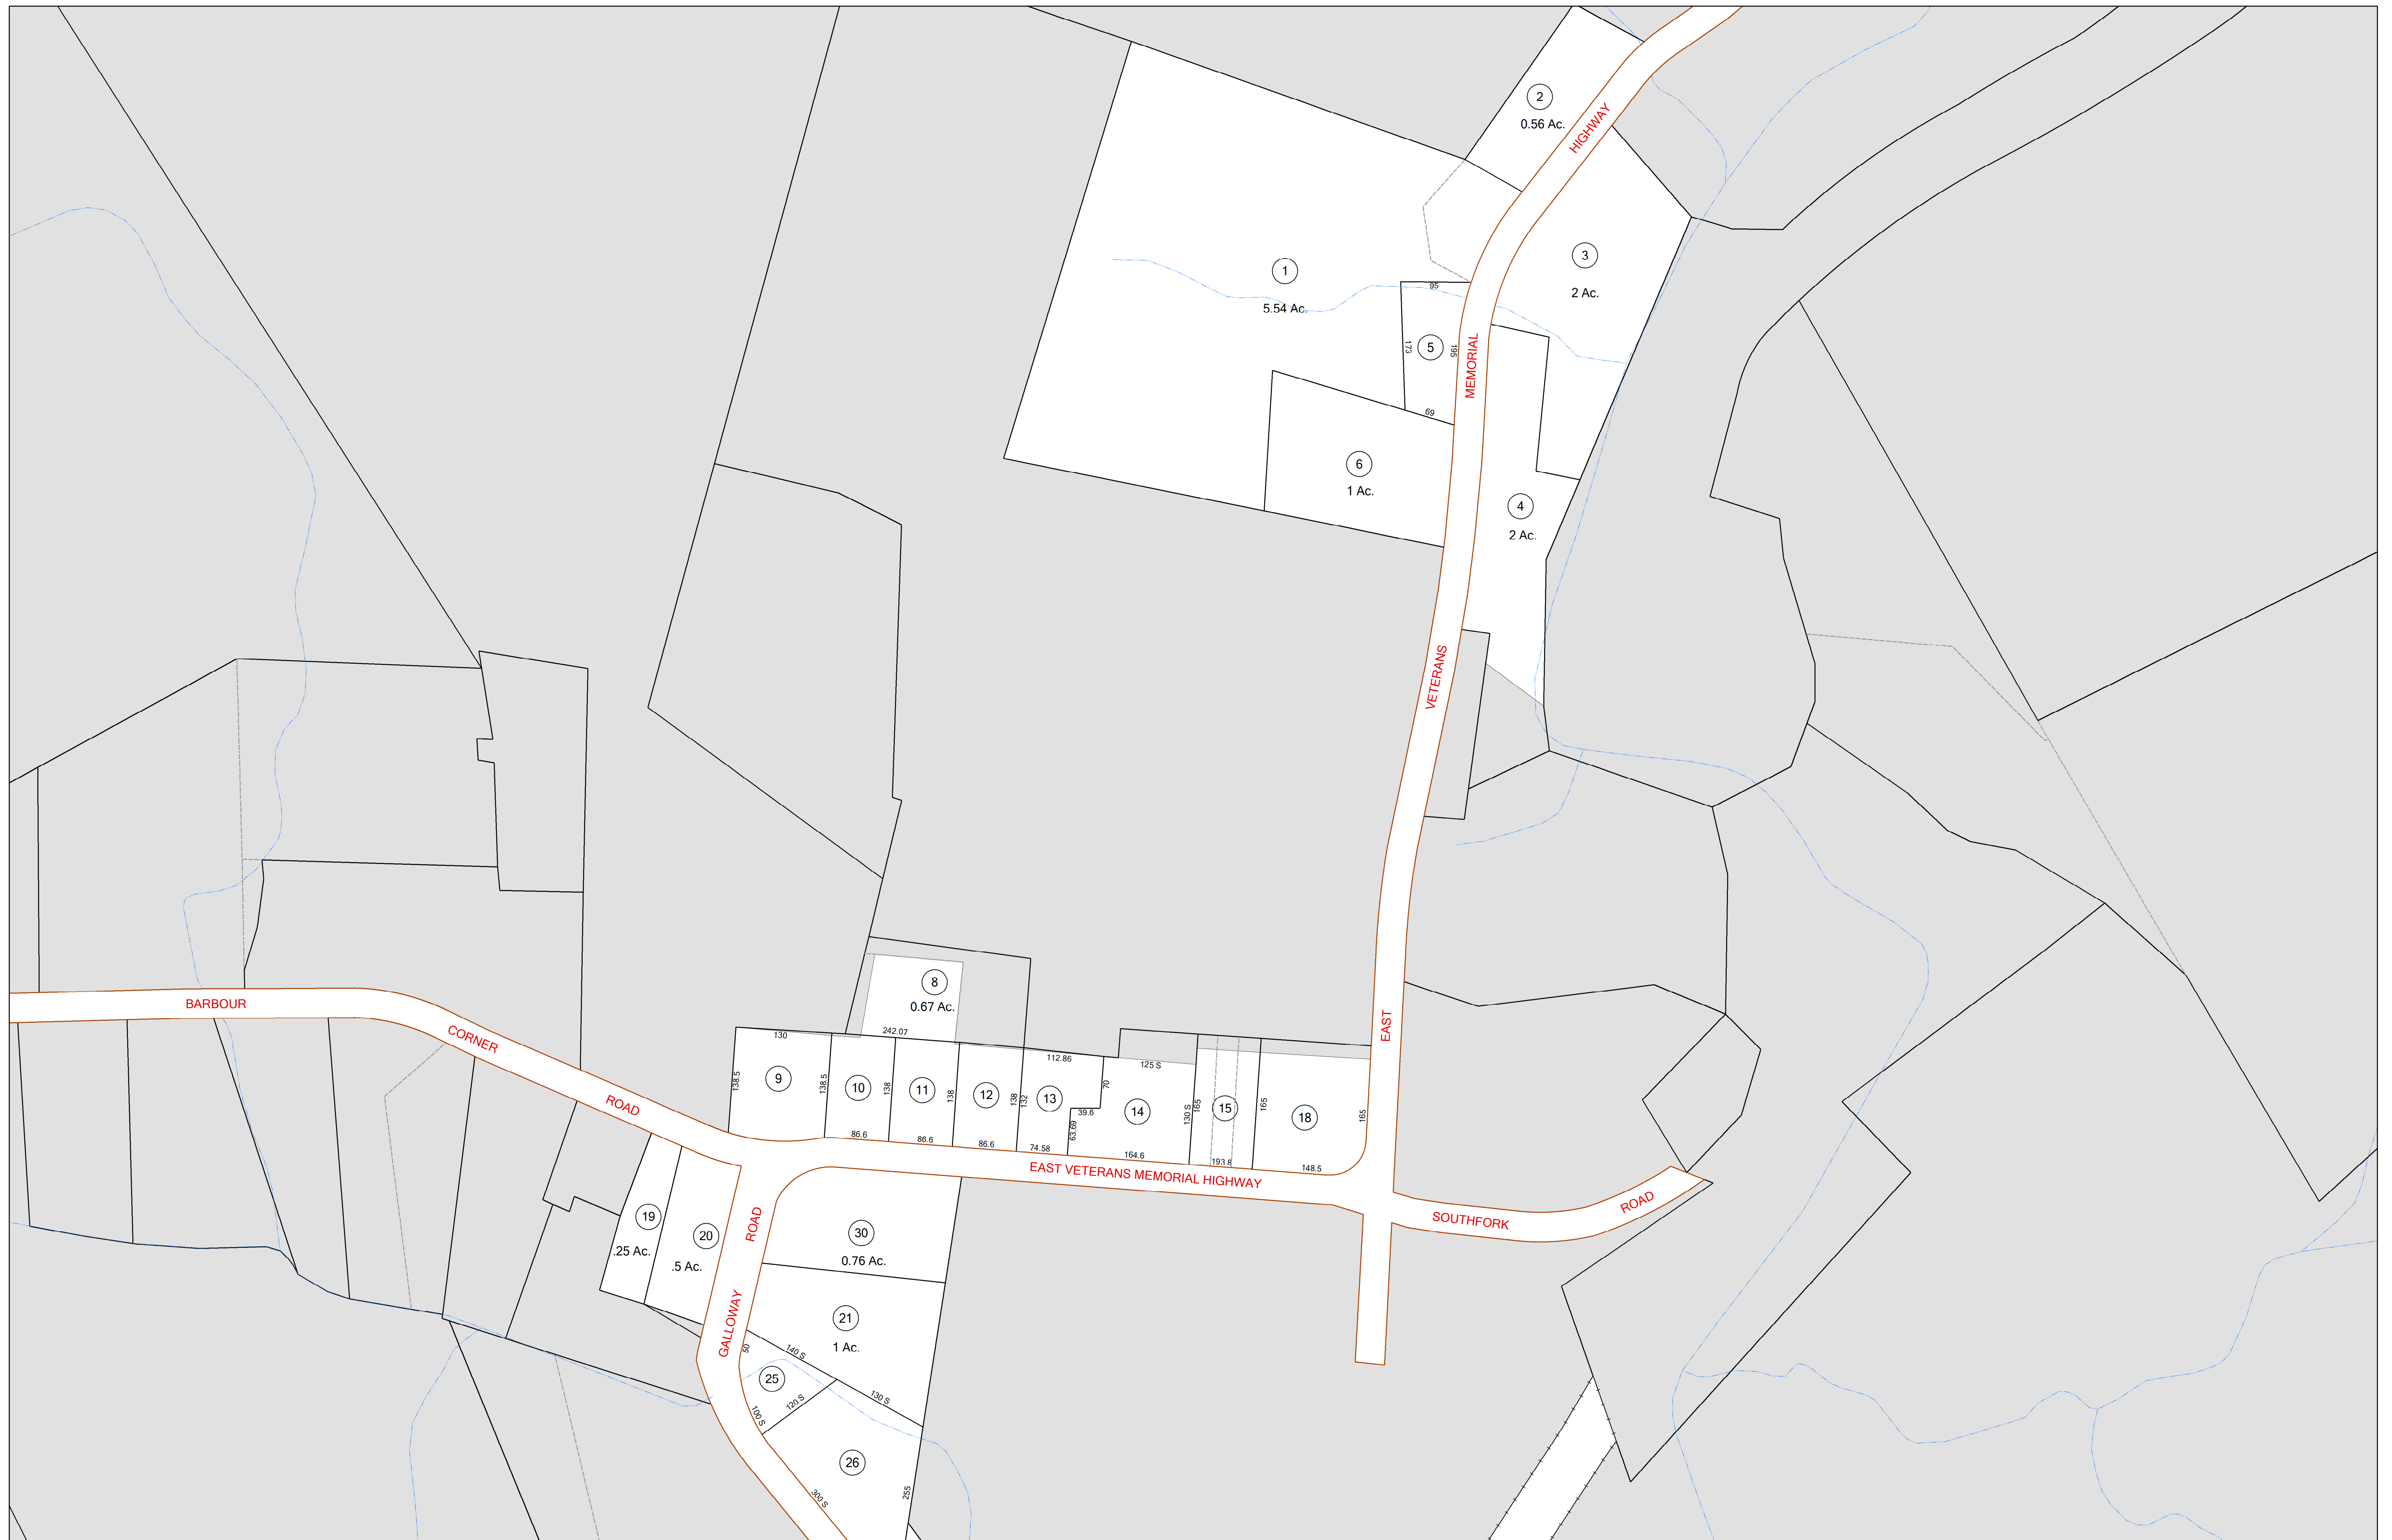 2
0.56 Ac.
HIGHWAY
3
2 Ac.
1
5.54 Ac.
95
173
5
195
69
MEMORIAL
6
1 Ac.
4
2 Ac.
VETERANS
EAST
8
0.67 Ac.
242.07
BARBOUR
CORNER
ROAD
130
138.5
9
138.5
10
86.6
138
11
86.6
138
12
86.6
138
132
112.86
13
74.58
70
39.6
63.69
125 S
14
164.6
130 S
165
15
193.8
165
18
148.5
165
EAST VETERANS MEMORIAL HIGHWAY
SOUTHFORK
ROAD
19
.25 Ac.
20
.5 Ac.
ROAD
GALLOWAY
30
0.76 Ac.
21
1 Ac.
50
140 S
25
100 S
120 S
130 S
26
300 S
255